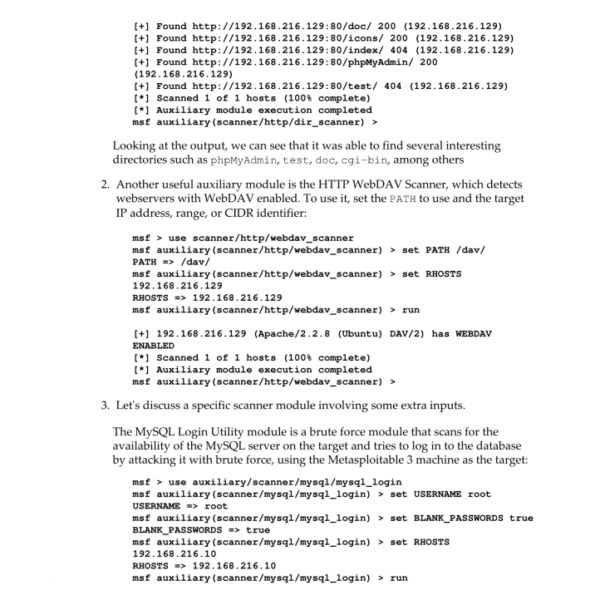 [+] Found http://192.168.216.129:80/doc/ 200 (192.168.216.129)
[+] Found http://192.168.216.129:80/icons/ 200 (192.168.216.129)
[+] Found http://192.168.216.129:80/index/ 404 (192.168.216.129)
[+] Found http://192.168.216.129:80/phpMyAdmin/ 200
(192.168.216.129)
[+] Found http://192.168.216.129:80/test/ 404 (192.168.216.129)
[*] Scanned 1 of 1 hosts (100% complete)
[*] Auxiliary module execution completed
msf auxiliary(scanner/http/dir_scanner) >
Looking at the output, we can see that it was able to find several interesting
directories such as phpMyAdmin, test, doc, cgi-bin, among others
2. Another useful auxiliary module is the HTTP WebDAV Scanner, which detects
webservers with WebDAV enabled. To use it, set the PATH to use and the target
IP address, range, or CIDR identifier:
msf > use scanner/http/webdav_scanner
msf auxiliary(scanner/http/webdav_scanner) > set PATH /dav/
PATH => /dav/
msf auxiliary(scanner/http/webdav_scanner) > set RHOSTS
192.168.216.129
RHOSTS => 192.168.216.129
msf auxiliary(scanner/http/webdav_scanner) > run
[+] 192.168.216.129 (Apache/2.2.8 (Ubuntu) DAV/2) has WEBDAV
ENABLED
[*] Scanned 1 of 1 hosts (100% complete)
[*] Auxiliary module execution completed
msf auxiliary(scanner/http/webdav_scanner) >
3. Let's discuss a specific scanner module involving some extra inputs.
The MySQL Login Utility module is a brute force module that scans for the
availability of the MySQL server on the target and tries to log in to the database
by attacking it with brute force, using the Metasploitable 3 machine as the target:
msf > use auxiliary/scanner/mysql/mysql_login
msf auxiliary(scanner/mysql/mysql_login) > set USERNAME root
USERNAME => root
msf auxiliary(scanner/mysql/mysql_login) > set BLANK_PASSWORDS true
BLANK_PASSWORDS => true
msf auxiliary(scanner/mysql/mysql_login) > set RHOSTS
192.168.216.10
RHOSTS => 192.168.216.10
msf auxiliary(scanner/mysql/mysql_login) > run